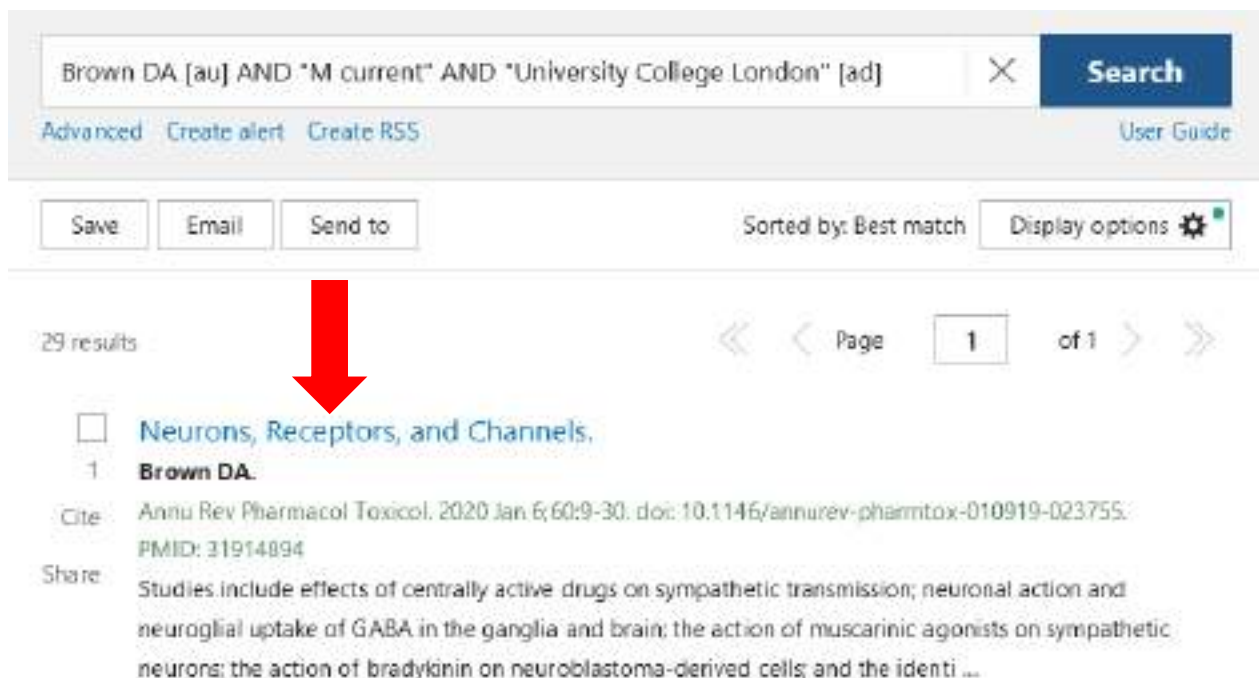 Brown DA [au] AND "M current" AND "University College London" [ad] Search
Advanced Create alert Create RSS User Guide
Save Email Send to Sorted by: Best match Display options
29 results Page 1 of 1
Neurons, Receptors, and Channels.
1 Brown DA.
Cite Annu Rev Pharmacol Toxicol. 2020 Jan 6;60:9-30. doi: 10.1146/annurev-pharmtox-010919-023755.
PMID: 31914894
Share
Studies include effects of centrally active drugs on sympathetic transmission; neuronal action and
neuroglial uptake of GABA in the ganglia and brain; the action of muscarinic agonists on sympathetic
neurons; the action of bradykinin on neuroblastoma-derived cells; and the identi ...